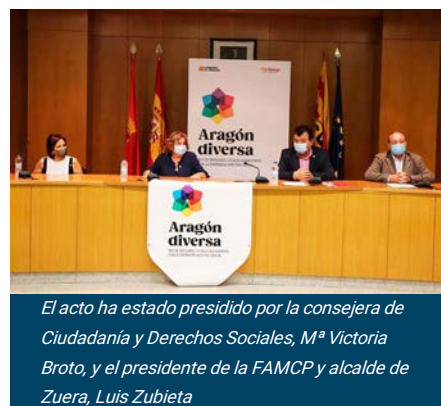 Aragón
diversa
Aragón
diversa
El acto ha estado presidido por la consejera de
Ciudadanía y Derechos Sociales, Mª Victoria
Broto, y el presidente de la FAMCP y alcalde de
Zuera, Luis Zubieta